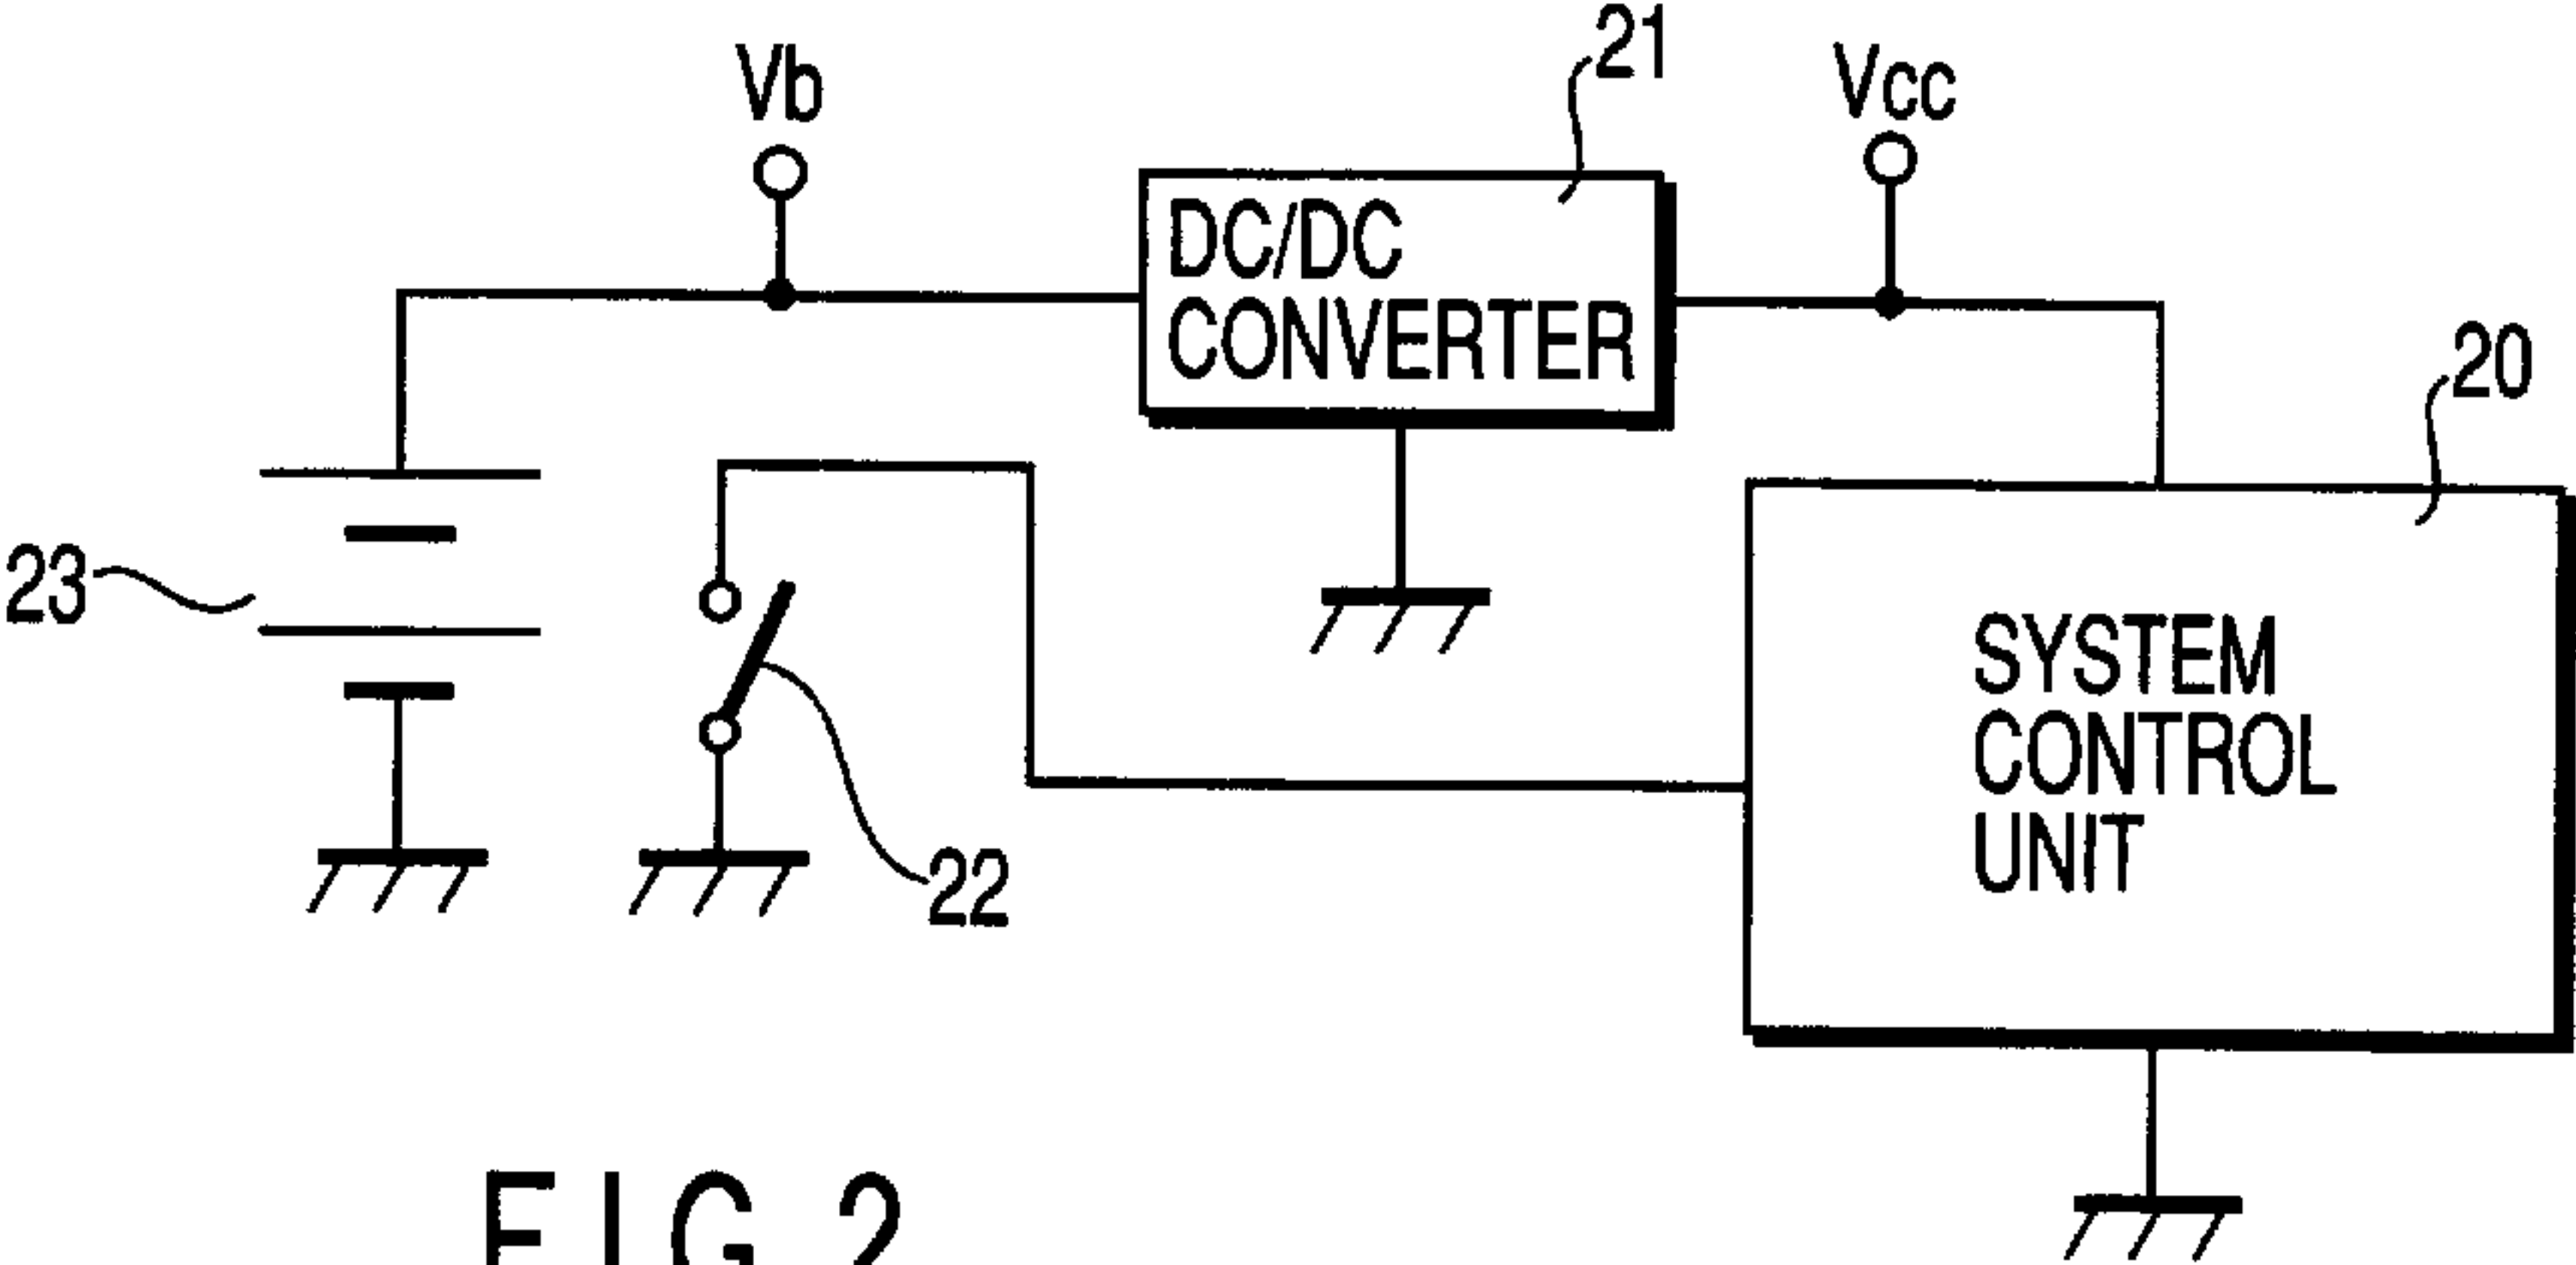 Vb
21
Vcc
DC/DC
CONVERTER
20
23
22
SYSTEM
CONTROL
UNIT
FIG. 2